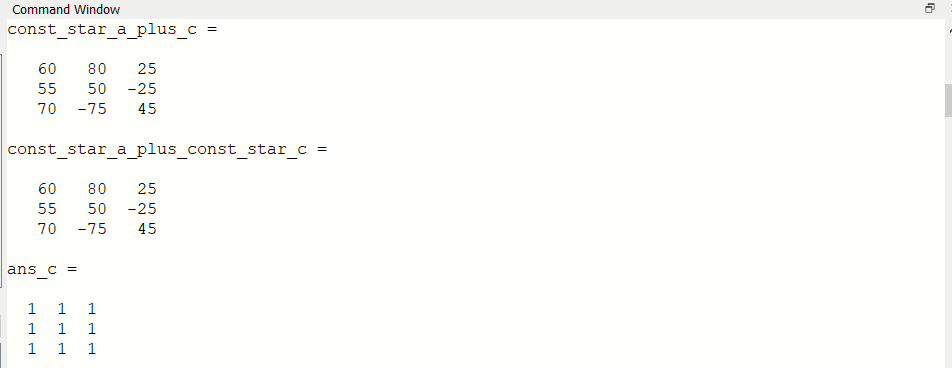 Command Window
const_star_a_plus_c =
60 80 25
55 50 -25
70 -75 45
const_star_a_plus_const_star_c =
60 80 25
55 50 -25
70 -75 45
ans_c =
1 1 1
1 1 1
1 1 1